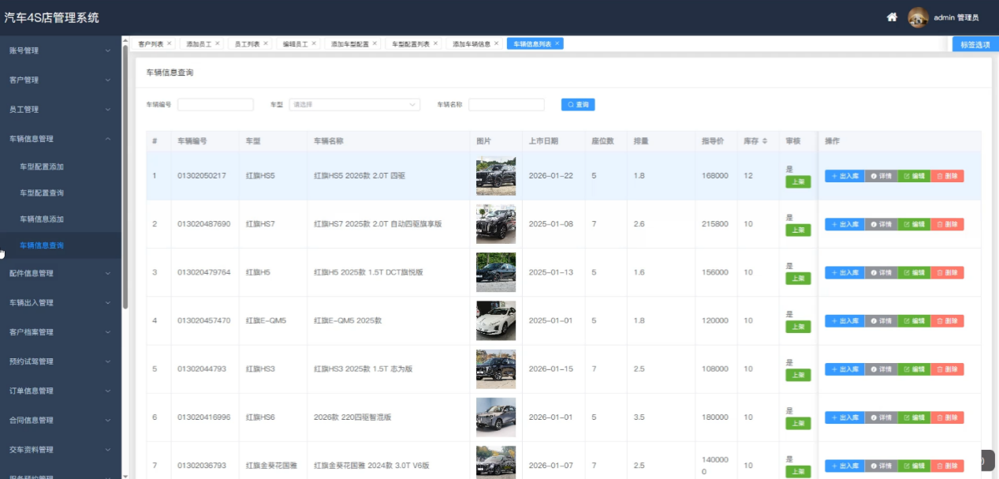 汽车4S店管理系统
admin 管理员
账号管理
客户管理
员工管理
车辆信息管理
车型配置添加
车型配置查询
车辆信息添加
车辆信息查询
配件信息管理
车辆出入管理
客户档案管理
预约试驾管理
订单信息管理
合同信息管理
交车资料管理
客户列表 × 添加员工 × 员工列表 × 编辑员工 × 添加车型配置 × 车型配置列表 × 添加车辆信息 × 车辆信息列表 × 标签选项
车辆信息查询
车辆编号 车型 请选择 车辆名称 查询
# 车辆编号 车型 车辆名称 图片 上市日期 座位数 排量 指导价 库存 审核 操作
1 01302050217 红旗HS5 红旗HS5 2026款 2.0T 四驱 2026-01-22 5 1.8 168000 12 是 上架 + 出入库 详情 编辑 删除
2 013020487690 红旗HS7 红旗HS7 2025款 2.0T 自动四驱旗享版 2025-01-08 7 2.6 215800 10 是 上架 + 出入库 详情 编辑 删除
3 013020479764 红旗H5 红旗H5 2025款 1.5T DCT旗悦版 2025-01-13 5 1.6 156000 10 是 上架 + 出入库 详情 编辑 删除
4 013020457470 红旗E-QM5 红旗E-QM5 2025款 2025-01-01 5 1.8 120000 10 是 上架 + 出入库 详情 编辑 删除
5 01302044793 红旗HS3 红旗HS3 2025款 1.5T 志为版 2026-01-15 7 2.5 108000 10 是 上架 + 出入库 详情 编辑 删除
6 013020416996 红旗HS6 2026款 220四驱智混版 2026-01-01 5 3.5 180000 10 是 上架 + 出入库 详情 编辑 删除
7 01302036793 红旗金葵花国雅 红旗金葵花国雅 2024款 3.0T V6版 2026-01-07 7 2.5 1400000 10 是 上架 + 出入库 详情 编辑 删除